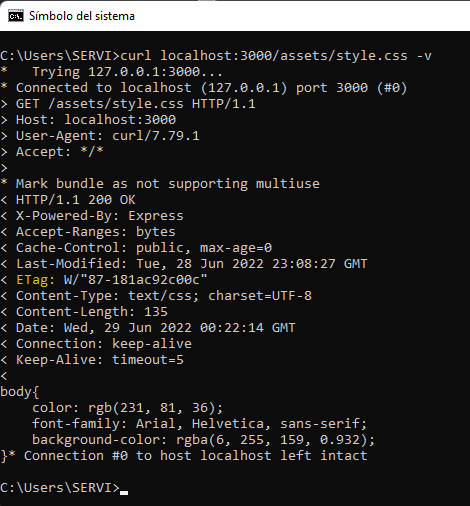 Símbolo del sistema
C:\Users\SERVI>curl localhost:3000/assets/style.css -v
*   Trying 127.0.0.1:3000...
* Connected to localhost (127.0.0.1) port 3000 (#0)
> GET /assets/style.css HTTP/1.1
> Host: localhost:3000
> User-Agent: curl/7.79.1
> Accept: */*
>
* Mark bundle as not supporting multiuse
< HTTP/1.1 200 OK
< X-Powered-By: Express
< Accept-Ranges: bytes
< Cache-Control: public, max-age=0
< Last-Modified: Tue, 28 Jun 2022 23:08:27 GMT
< ETag: W/"87-181ac92c00c"
< Content-Type: text/css; charset=UTF-8
< Content-Length: 135
< Date: Wed, 29 Jun 2022 00:22:14 GMT
< Connection: keep-alive
< Keep-Alive: timeout=5
<
body{
    color: rgb(231, 81, 36);
    font-family: Arial, Helvetica, sans-serif;
    background-color: rgba(6, 255, 159, 0.932);
}* Connection #0 to host localhost left intact
C:\Users\SERVI>